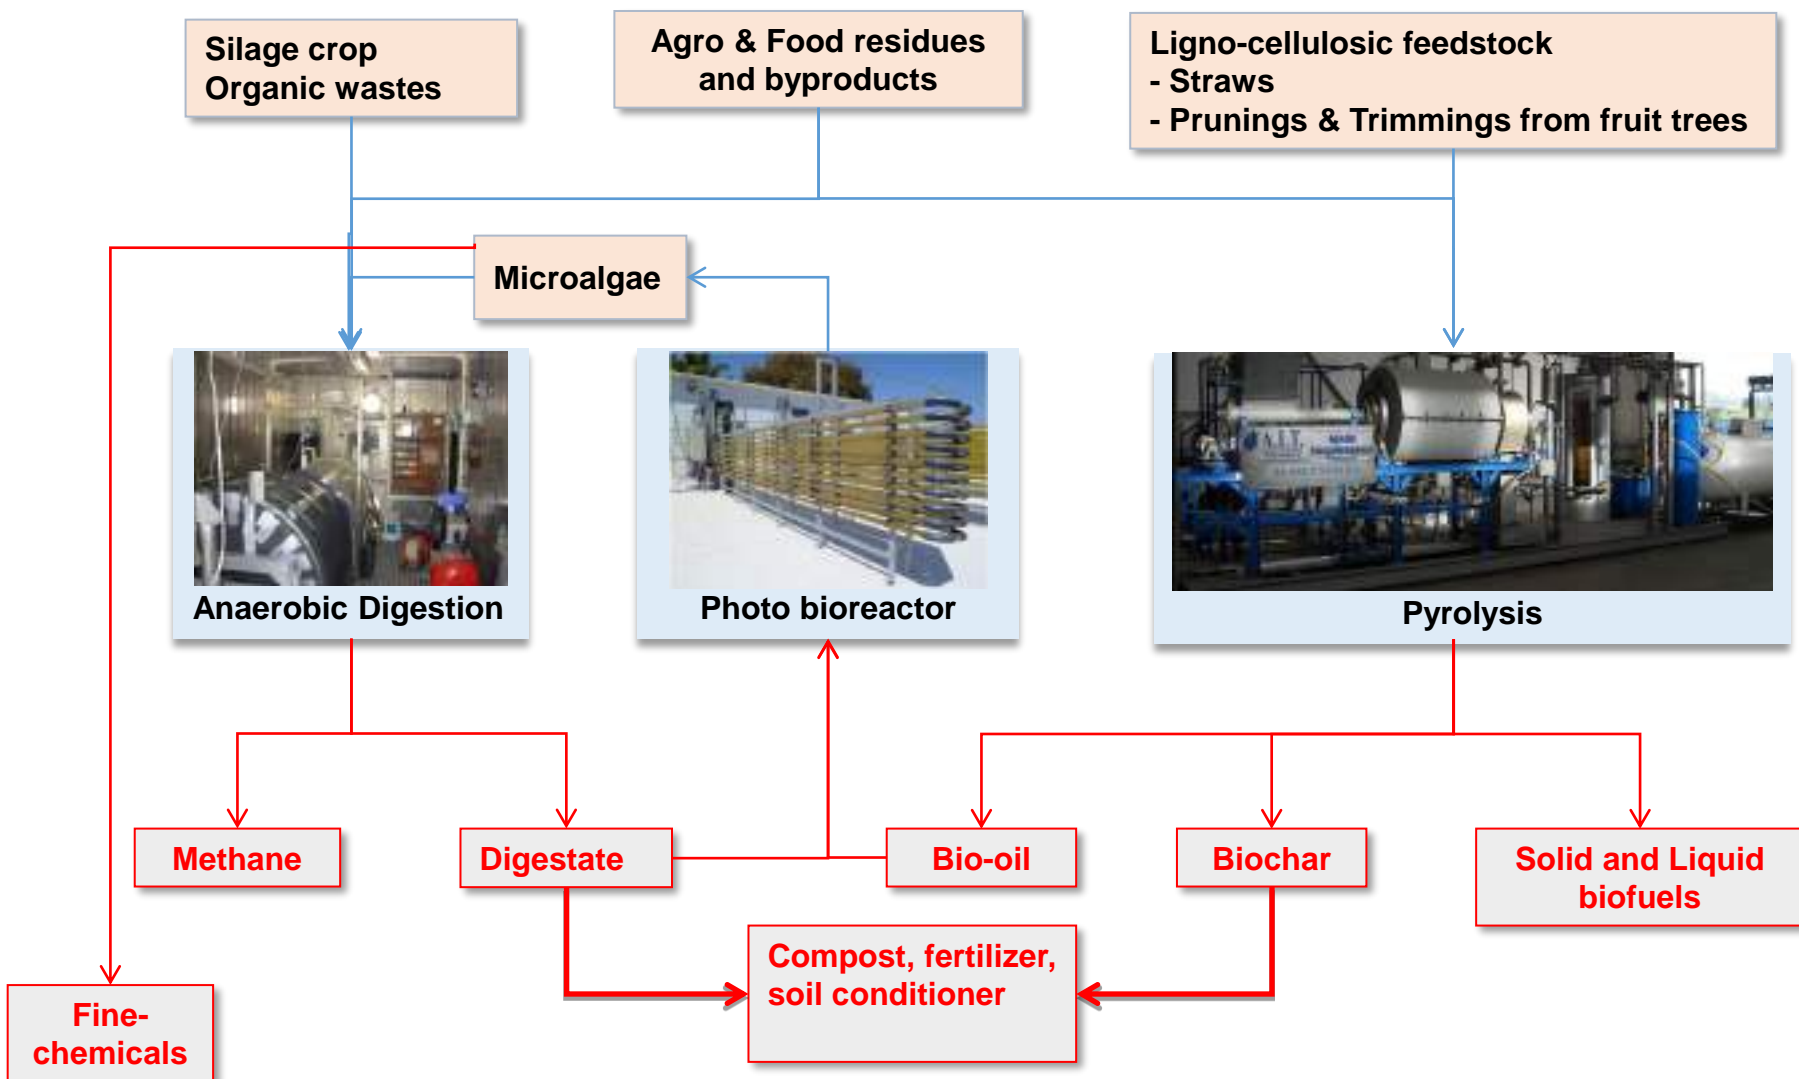 Silage crop
Organic wastes
Agro & Food residues
and byproducts
Ligno-cellulosic feedstock
- Straws
- Prunings & Trimmings from fruit trees
Microalgae
A.I.T.
Anaerobic Digestion
Photo bioreactor
Pyrolysis
Methane
Digestate
Bio-oil
Biochar
Solid and Liquid
biofuels
Compost, fertilizer,
soil conditioner
Fine-
chemicals